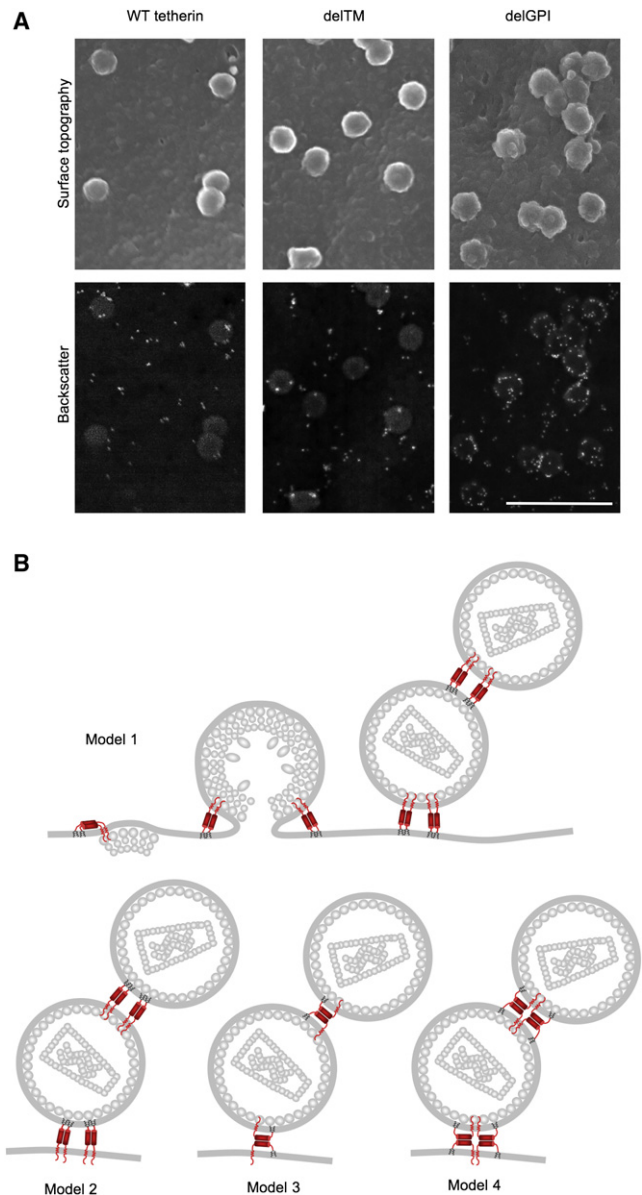 A
WT tetherin
delTM
delGPI
Surface topography
Backscatter
B
Model 1
Model 2
Model 3
Model 4